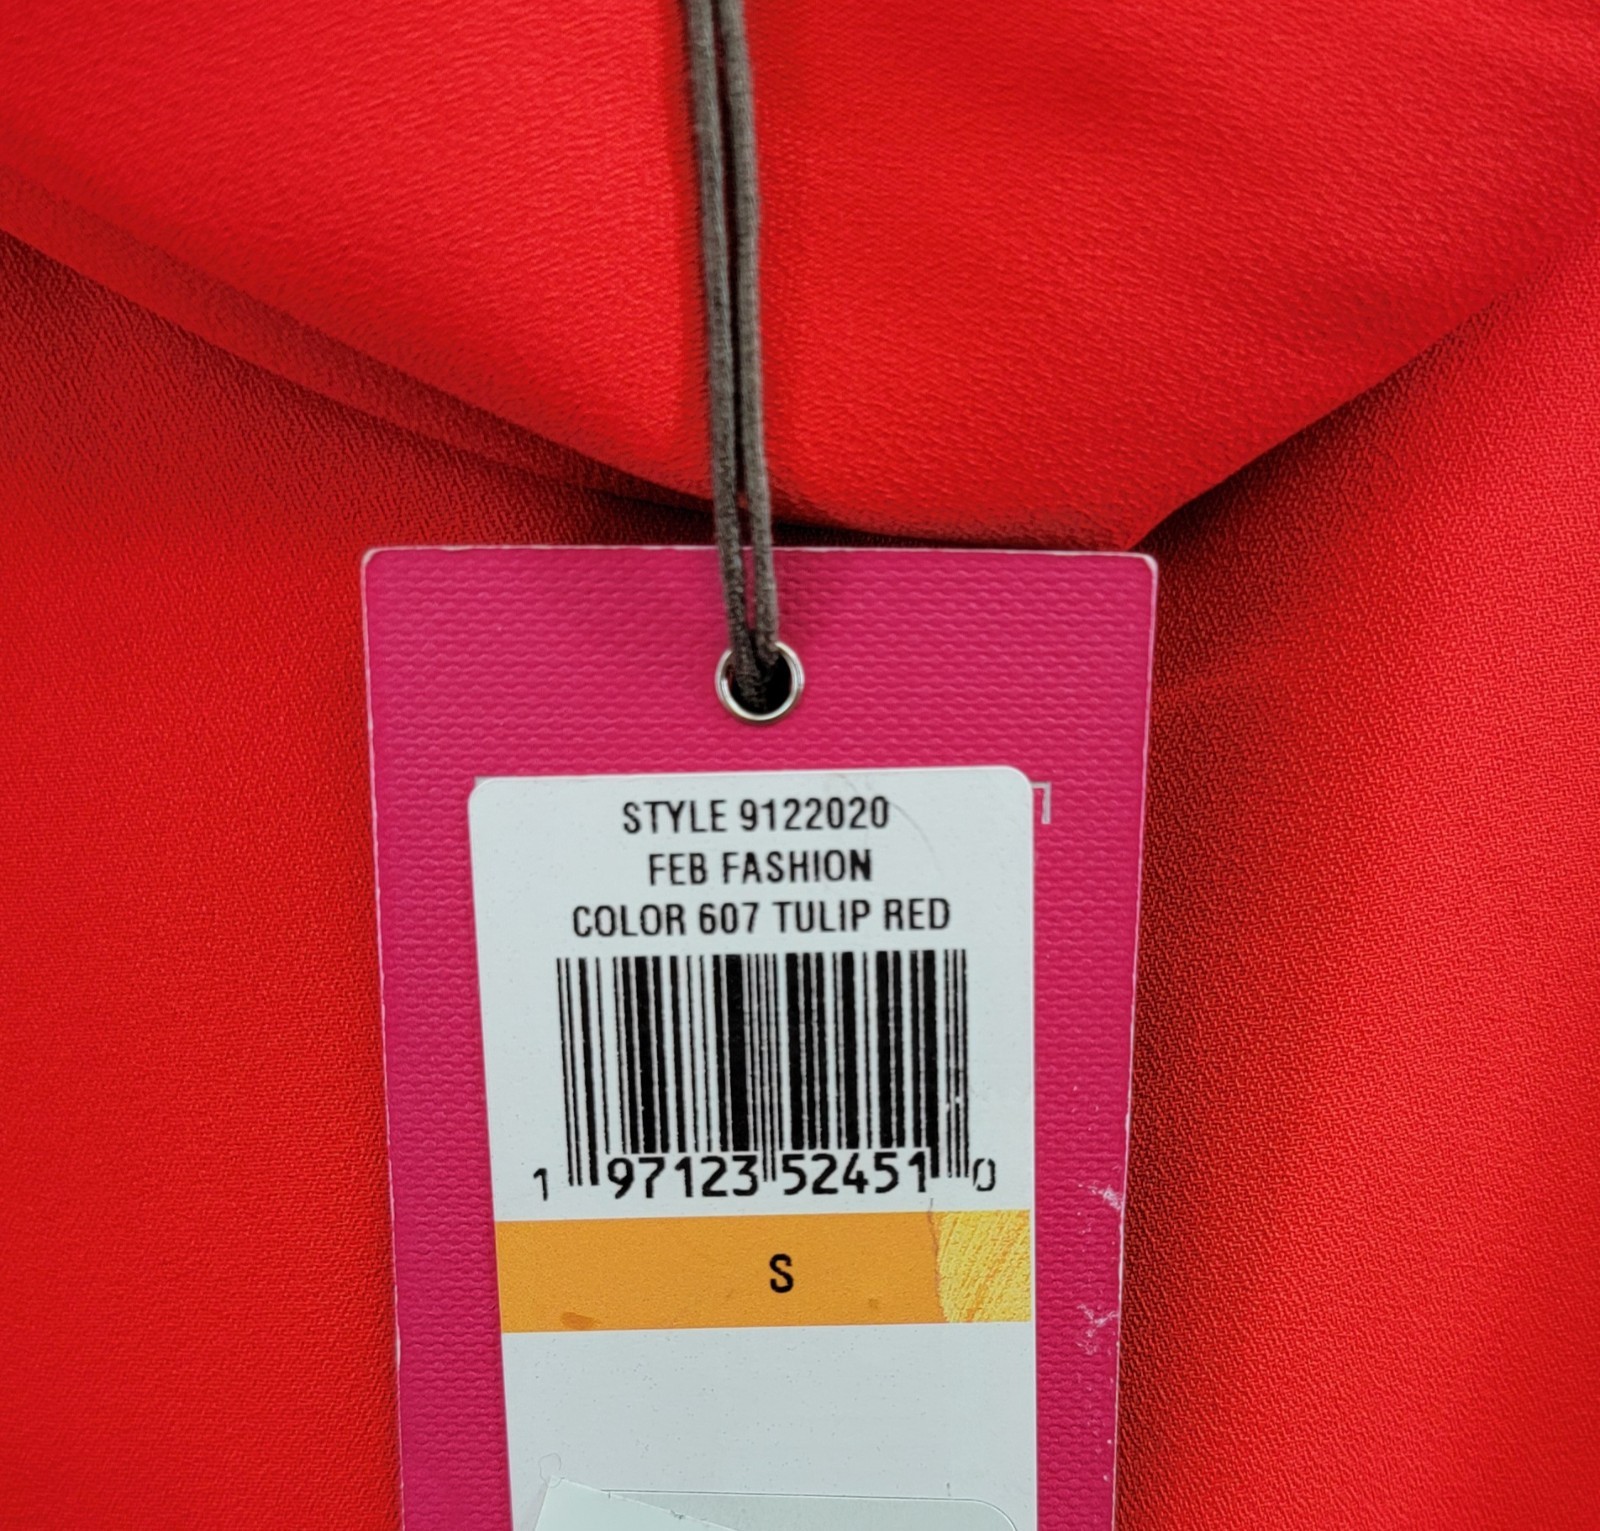 STYLE 9122020
FEB FASHION
COLOR 607 TULIP RED
1 97123 52451 0
S